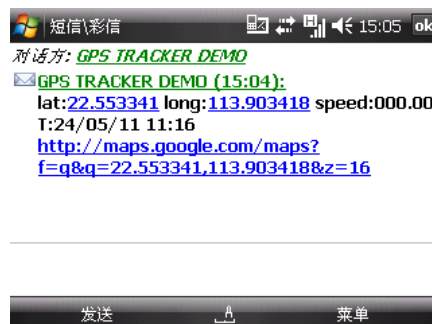 短信\彩信 15:05 ok
对话方: GPS TRACKER DEMO
GPS TRACKER DEMO (15:04):
lat:22.553341 long:113.903418 speed:000.00
T:24/05/11 11:16
http://maps.google.com/maps?
f=q&q=22.553341,113.903418&z=16
发送 菜单